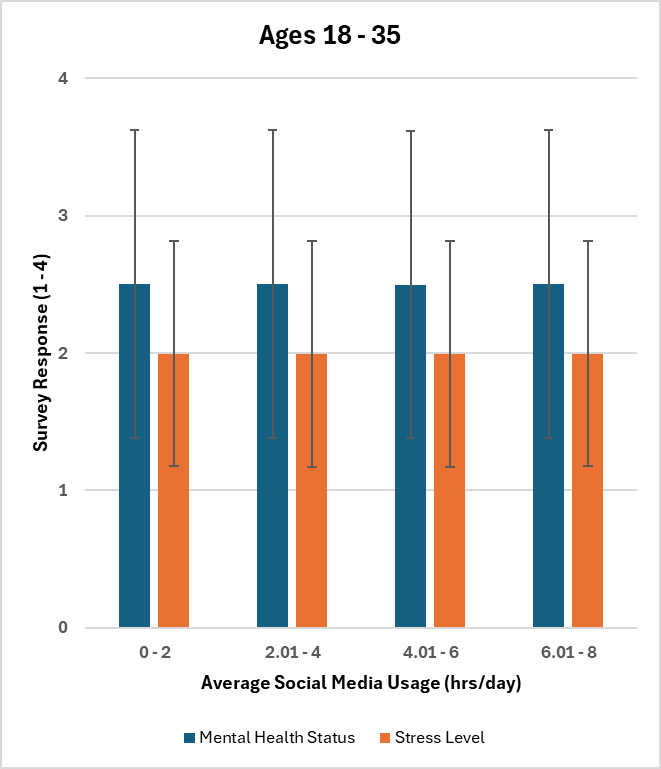 Ages 18 - 35
4
3
2
1
0
Survey Response (1 - 4)
0 - 2 2.01 - 4 4.01 - 6 6.01 - 8
Average Social Media Usage (hrs/day)
Mental Health Status Stress Level